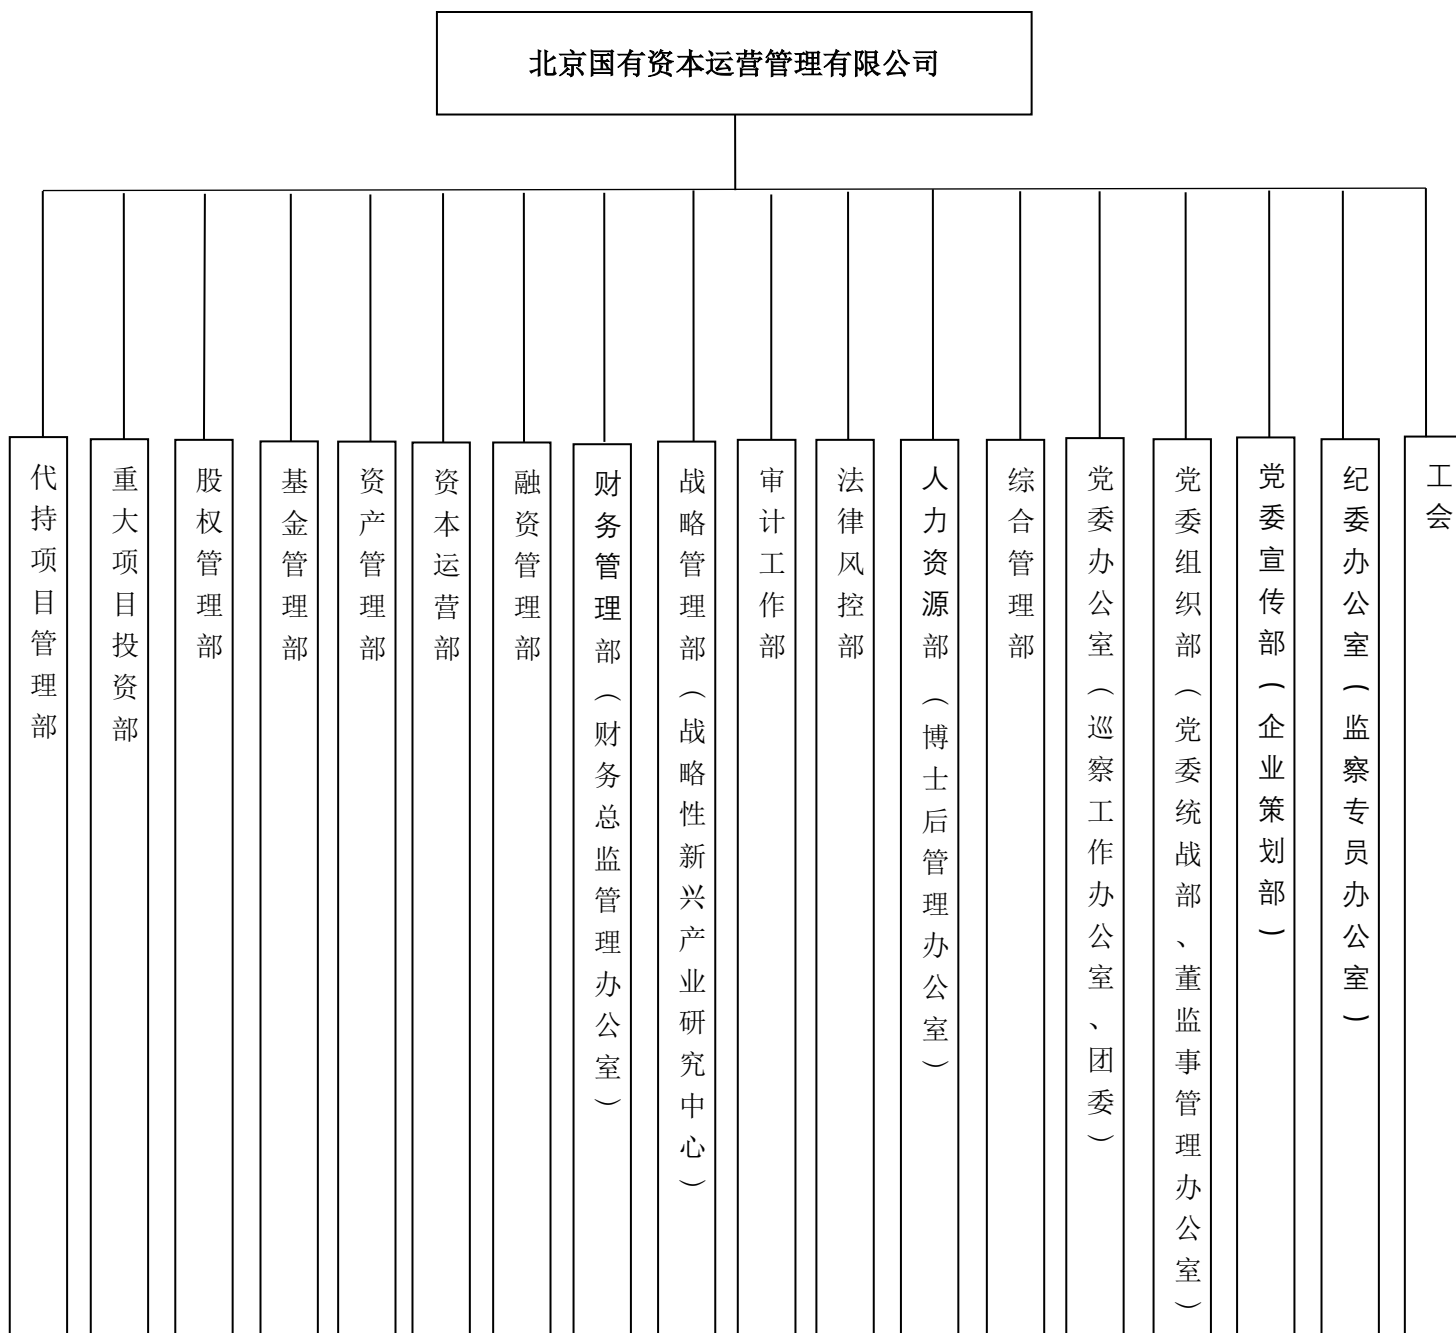 北京国有资本运营管理有限公司
代持项目管理部
重大项目投资部
股权管理部
基金管理部
资产管理部
资本运营部
融资管理部
财务管理部（财务总监管理办公室）
战略管理部（战略性新兴产业研究中心）
审计工作部
法律风控部
人力资源部（博士后管理办公室）
综合管理部
党委办公室（巡察工作办公室、团委）
党委组织部（党委统战部、董监事管理办公室）
党委宣传部（企业策划部）
纪委办公室（监察专员办公室）
工会